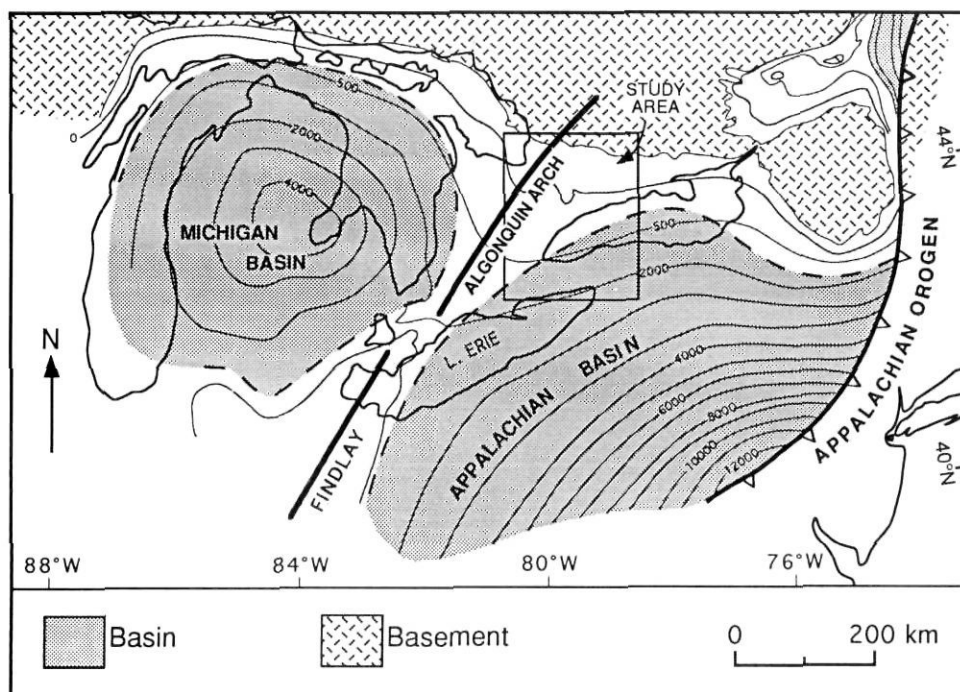 STUDY
AREA
500
2000
4000
0
MICHIGAN
BASIN
ALGONQUIN ARCH
500
2000
44°N
N
L. ERIE
APPALACHIAN BASIN
4000
6000
8000
10000
12000
APPALACHIAN OROGEN
40°N
FINDLAY
88°W
84°W
80°W
76°W
Basin
Basement
0
200 km